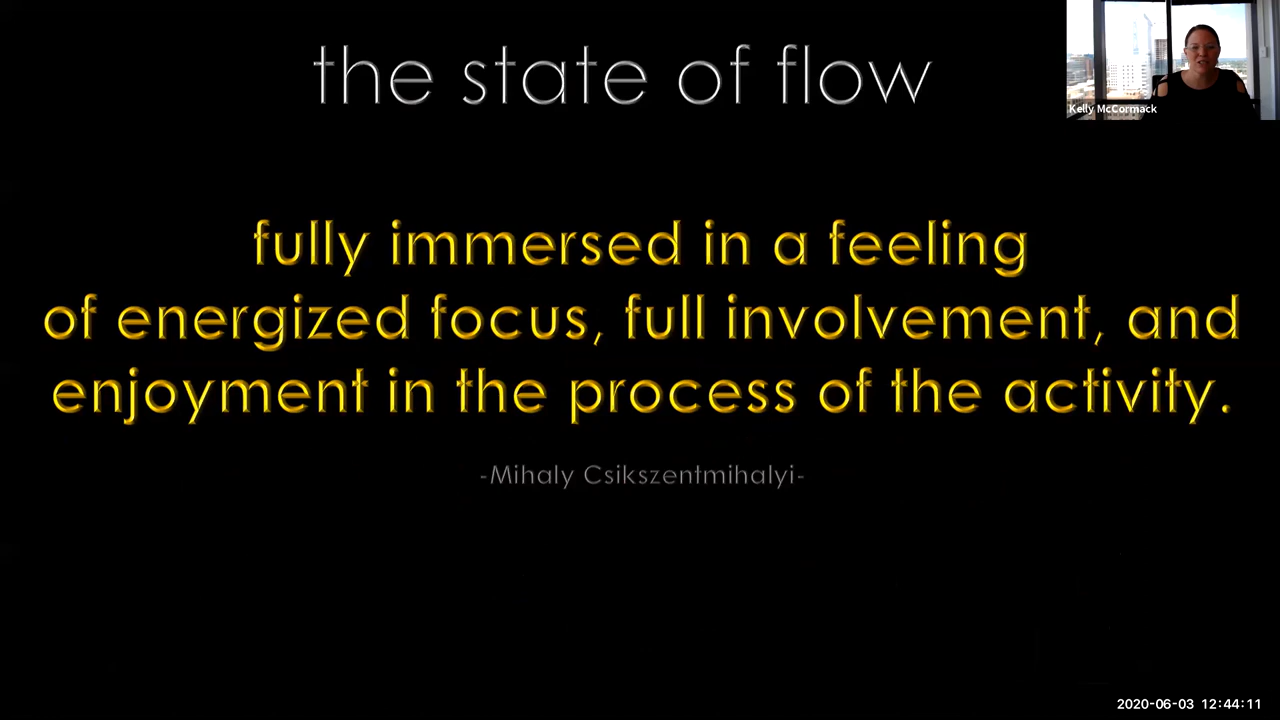 the state of flow
Kelly McCormack
fully immersed in a feeling
of energized focus, full involvement, and
enjoyment in the process of the activity.
-Mihaly Csikszentmihalyi-
2020-06-03 12:44:11